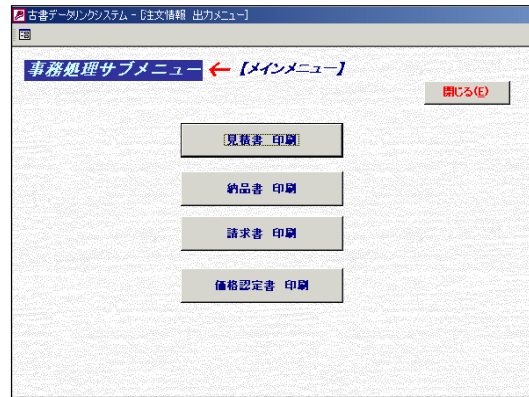 古書データリンクシステム - [注文情報 出力メニュー]
事務処理サブメニュー ← 【メインメニュー】
閉じる(E)
見積書 印刷
納品書 印刷
請求書 印刷
価格認定書 印刷